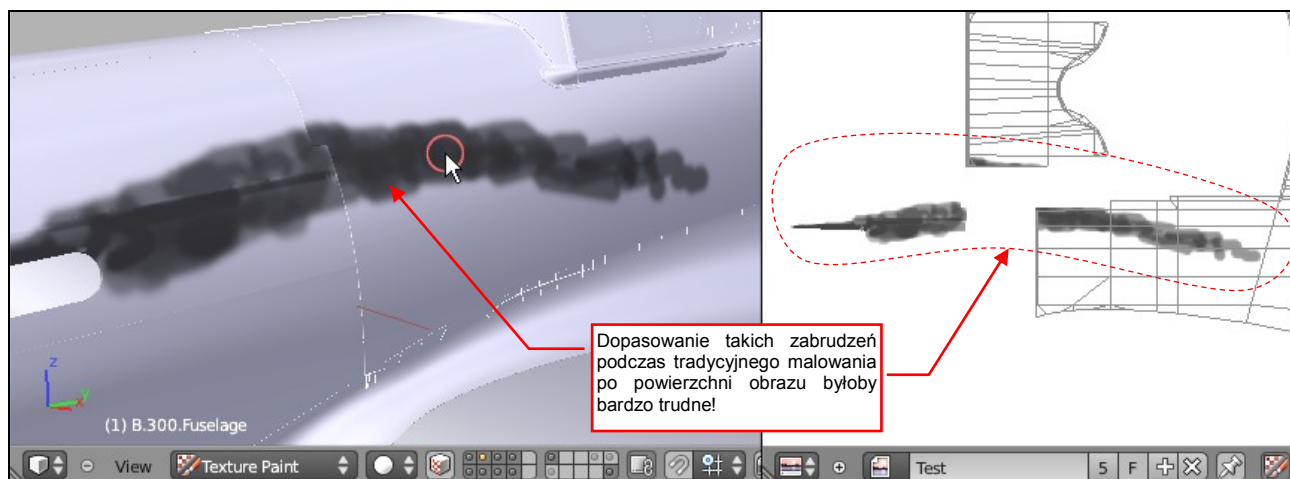 Dopasowanie takich zabrudzeń
podczas tradycyjnego malowania
po powierzchni obrazu byłoby
bardzo trudne!
z
y
x
(1) B.300.Fuselage
View
Texture Paint
Test
5
F